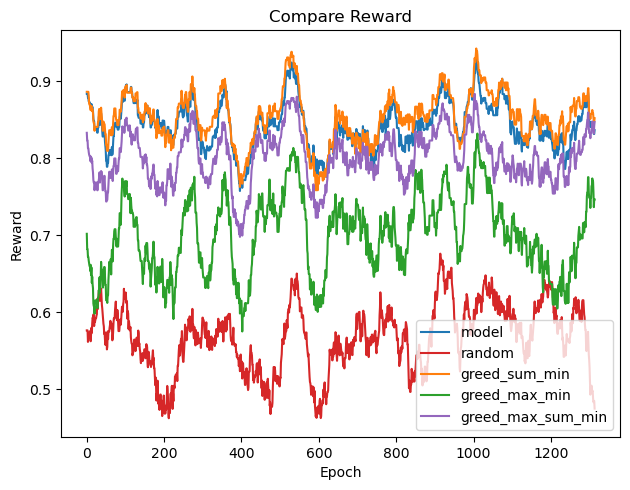 Compare Reward
Reward
0.9
0.8
0.7
0.6
0.5
0
200
400
600
800
1000
1200
Epoch
model
random
greed_sum_min
greed_max_min
greed_max_sum_min